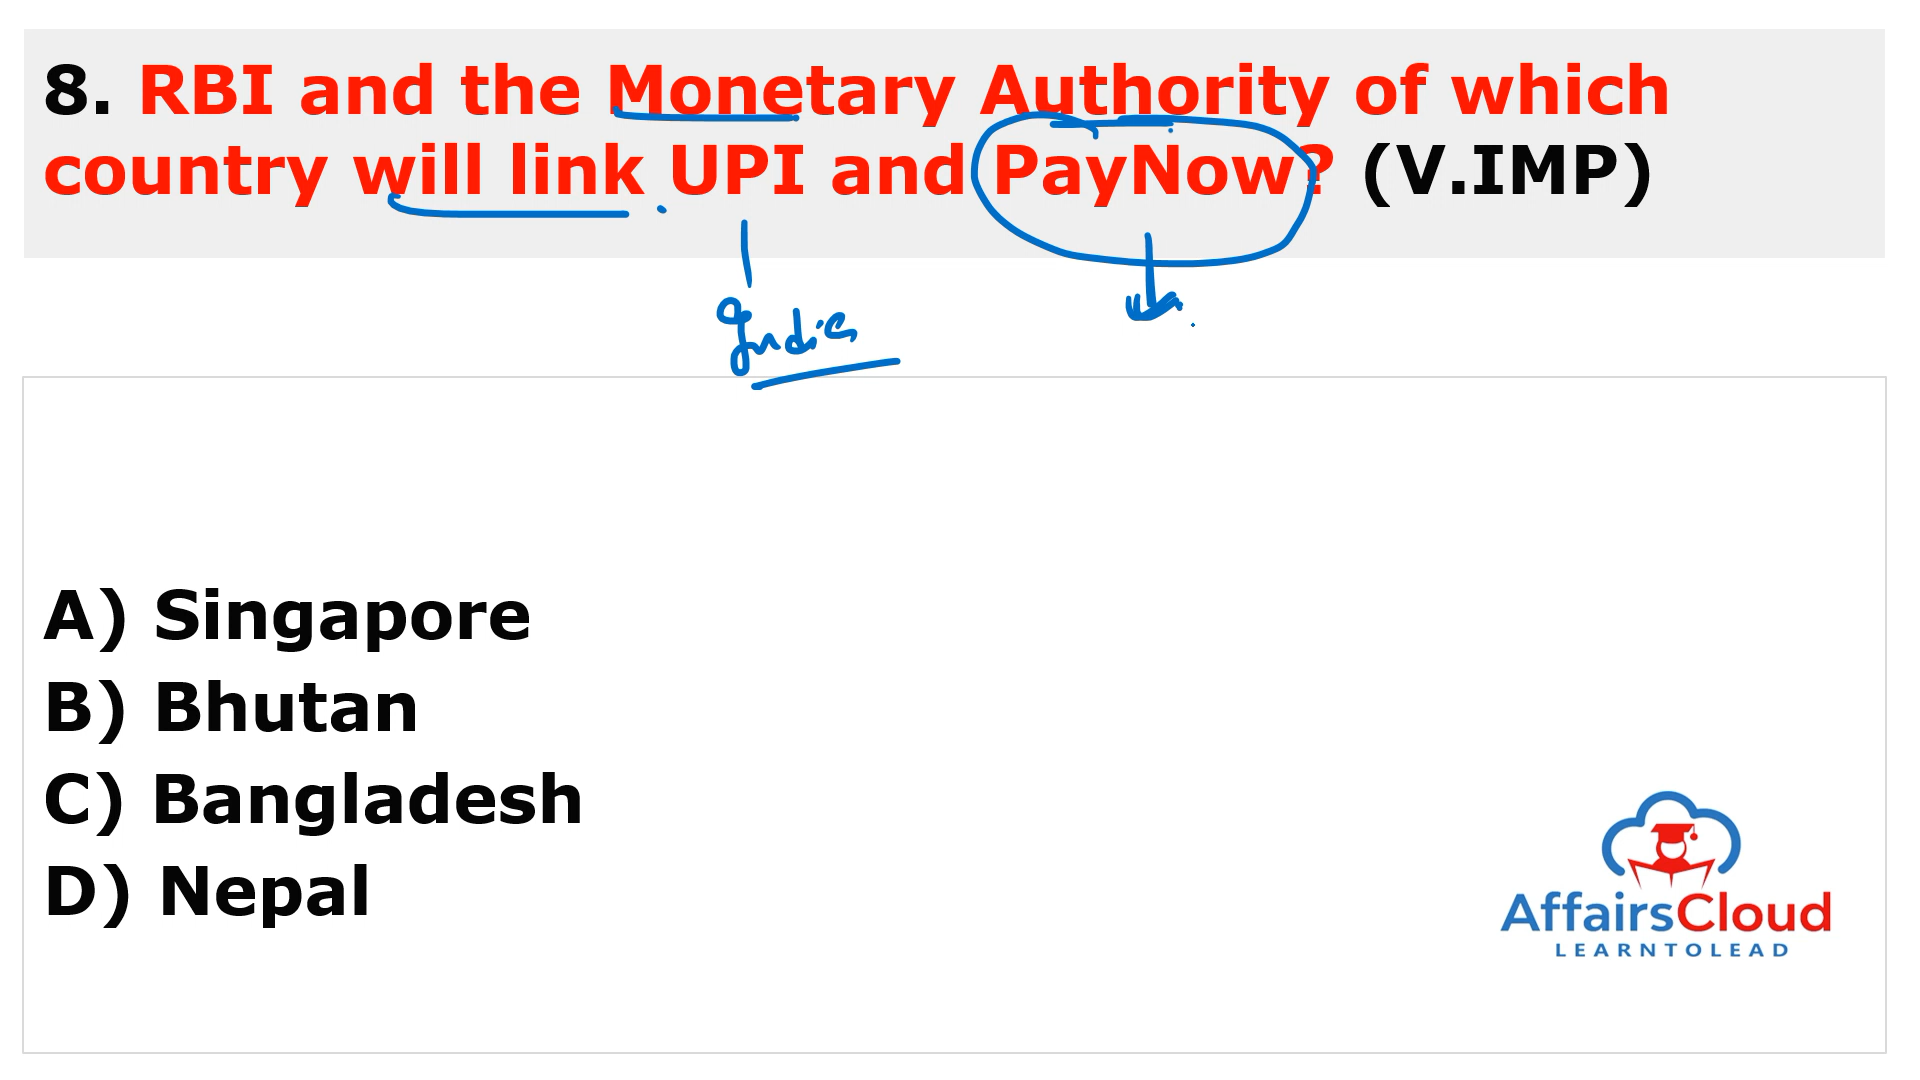 8. RBI and the Monetary Authority of which
country will link UPI and PayNow? (V.IMP)
India
A) Singapore
B) Bhutan
C) Bangladesh
D) Nepal
AffairsCloud
LEARNTOLEAD